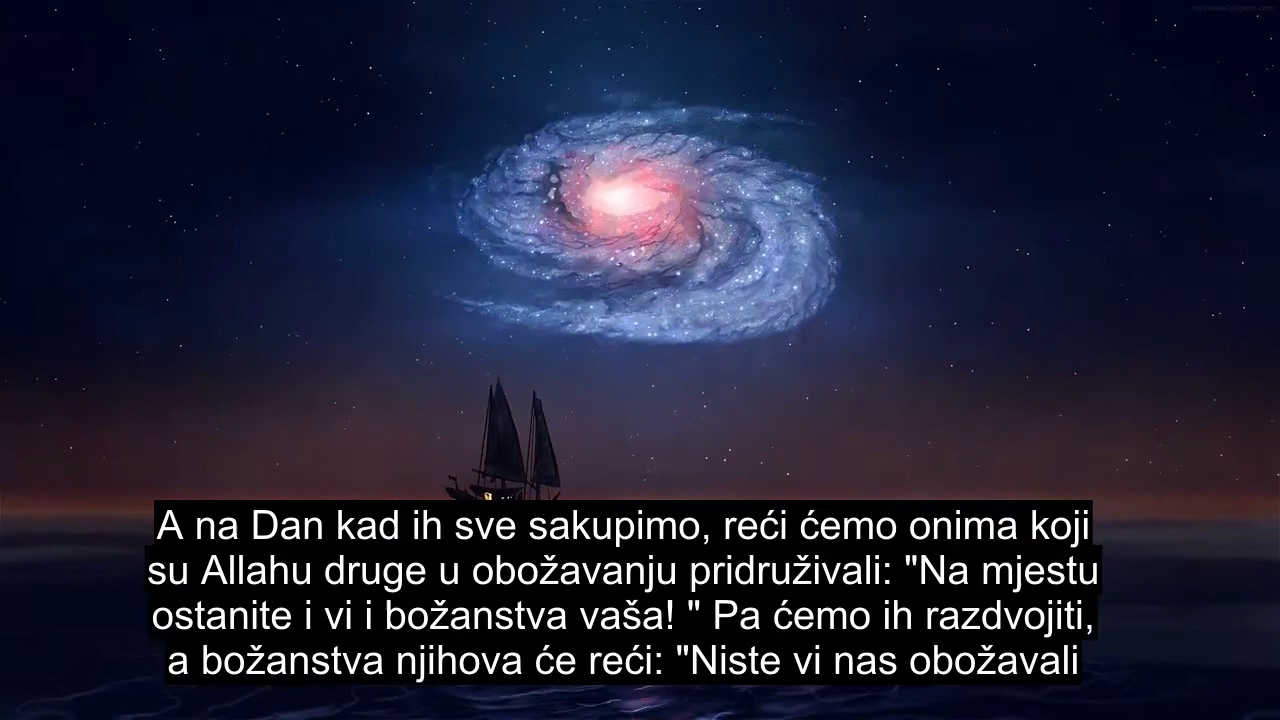 A na Dan kad ih sve sakupimo, reći ćemo onima koji
su Allahu druge u obožavanju pridruživali: "Na mjestu
ostanite i vi i božanstva vaša! " Pa ćemo ih razdvojiti,
a božanstva njihova će reći: "Niste vi nas obožavali